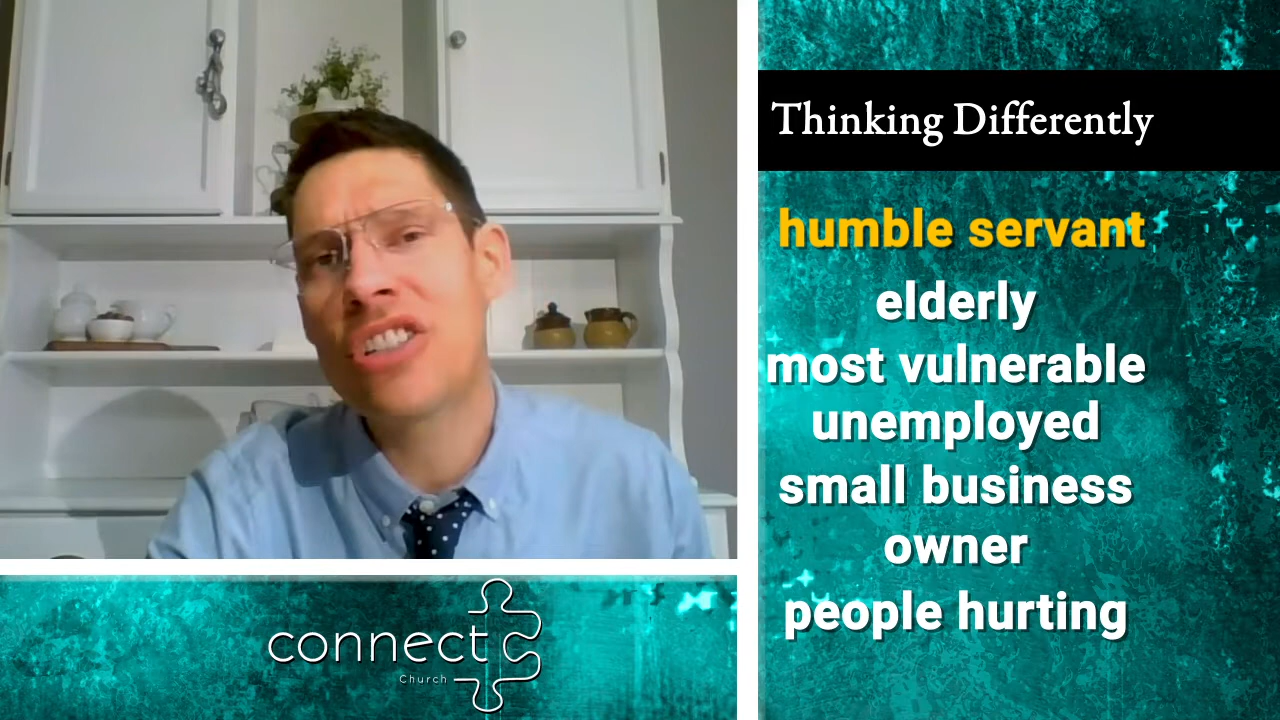 Thinking Differently
humble servant
elderly
most vulnerable
unemployed
small business
owner
people hurting
connect
Church